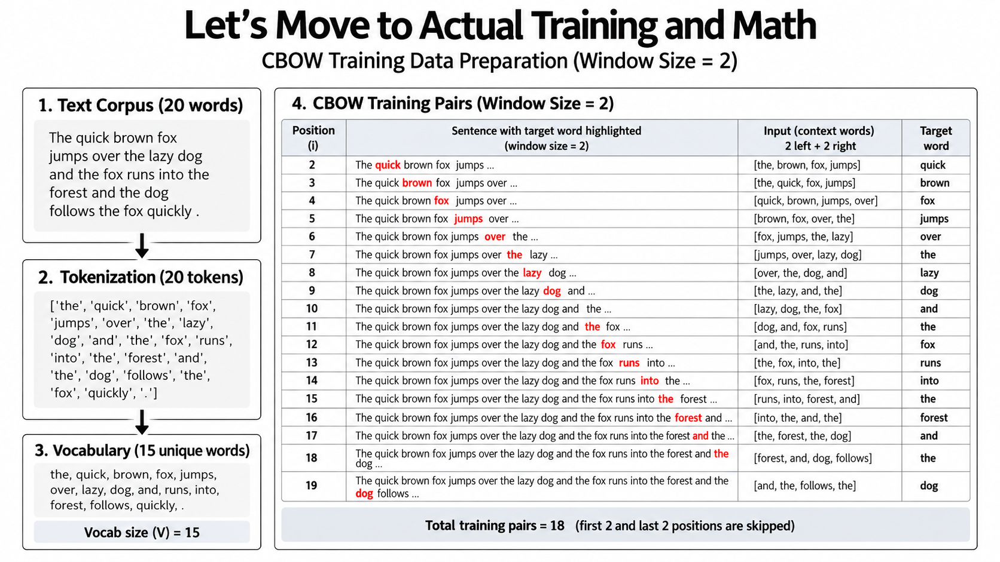 Let's Move to Actual Training and Math
CBOW Training Data Preparation (Window Size = 2)
1. Text Corpus (20 words)
The quick brown fox
jumps over the lazy dog
and the fox runs into the
forest and the dog
follows the fox quickly .
2. Tokenization (20 tokens)
['the', 'quick', 'brown', 'fox',
'jumps', 'over', 'the', 'lazy',
'dog', 'and', 'the', 'fox', 'runs',
'into', 'the', 'forest', 'and',
'the', 'dog', 'follows', 'the',
'fox', 'quickly', '.']
3. Vocabulary (15 unique words)
the, quick, brown, fox, jumps,
over, lazy, dog, and, runs, into,
forest, follows, quickly, .
Vocab size (V) = 15
4. CBOW Training Pairs (Window Size = 2)
Position (i) Sentence with target word highlighted (window size = 2) Input (context words) 2 left + 2 right Target word
2 The quick brown fox jumps ... [the, brown, fox, jumps] quick
3 The quick brown fox jumps over ... [the, quick, fox, jumps] brown
4 The quick brown fox jumps over ... [quick, brown, jumps, over] fox
5 The quick brown fox jumps over ... [brown, fox, over, the] jumps
6 The quick brown fox jumps over the ... [fox, jumps, the, lazy] over
7 The quick brown fox jumps over the lazy ... [jumps, over, lazy, dog] the
8 The quick brown fox jumps over the lazy dog ... [over, the, dog, and] lazy
9 The quick brown fox jumps over the lazy dog and ... [the, lazy, and, the] dog
10 The quick brown fox jumps over the lazy dog and the ... [lazy, dog, the, fox] and
11 The quick brown fox jumps over the lazy dog and the fox ... [dog, and, fox, runs] the
12 The quick brown fox jumps over the lazy dog and the fox runs ... [and, the, runs, into] fox
13 The quick brown fox jumps over the lazy dog and the fox runs into ... [the, fox, into, the] runs
14 The quick brown fox jumps over the lazy dog and the fox runs into the ... [fox, runs, the, forest] into
15 The quick brown fox jumps over the lazy dog and the fox runs into the forest ... [runs, into, forest, and] the
16 The quick brown fox jumps over the lazy dog and the fox runs into the forest and ... [into, the, and, the] forest
17 The quick brown fox jumps over the lazy dog and the fox runs into the forest and the ... [the, forest, the, dog] and
18 The quick brown fox jumps over the lazy dog and the fox runs into the forest and the dog ... [forest, and, dog, follows] the
19 The quick brown fox jumps over the lazy dog and the fox runs into the forest and the dog follows ... [and, the, follows, the] dog
Total training pairs = 18 (first 2 and last 2 positions are skipped)